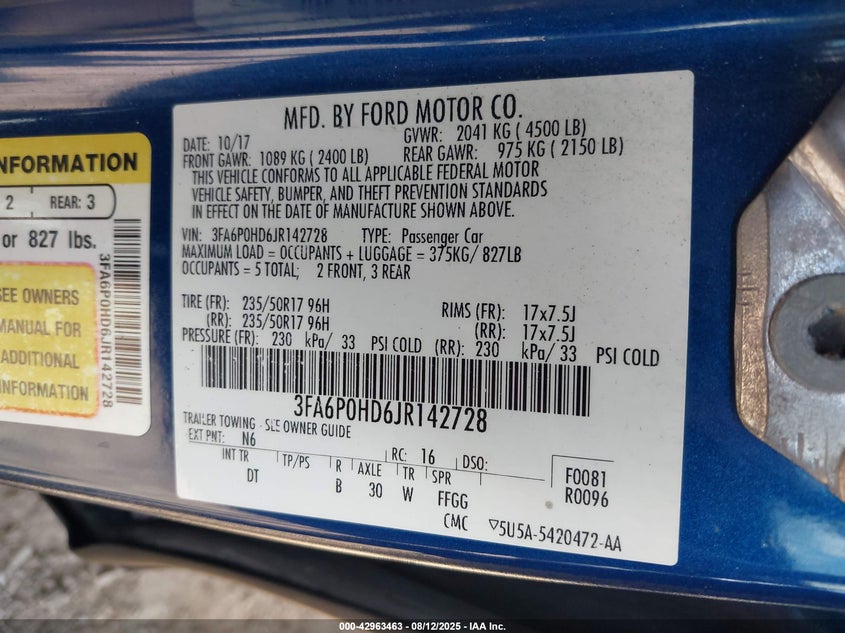 MFD. BY FORD MOTOR CO.
DATE: 10/17 GVWR: 2041 KG ( 4500 LB)
FRONT GAWR: 1089 KG ( 2400 LB) REAR GAWR: 975 KG ( 2150 LB)
THIS VEHICLE CONFORMS TO ALL APPLICABLE FEDERAL MOTOR
VEHICLE SAFETY, BUMPER, AND THEFT PREVENTION STANDARDS
IN EFFECT ON THE DATE OF MANUFACTURE SHOWN ABOVE.
VIN: 3FA6P0HD6JR142728 TYPE: Passenger Car
MAXIMUM LOAD = OCCUPANTS + LUGGAGE = 375KG/ 827LB
OCCUPANTS = 5 TOTAL; 2 FRONT, 3 REAR
TIRE (FR): 235/50R17 96H RIMS (FR): 17x7.5J
(RR): 235/50R17 96H (RR): 17x7.5J
PRESSURE (FR): 230 kPa/ 33 PSI COLD (RR): 230 kPa/ 33 PSI COLD
3FA6P0HD6JR142728
TRAILER TOWING - SEE OWNER GUIDE
EXT PNT: N6 RC: 16 DSO:
INT TR TP/PS R AXLE TR SPR F0081
DT B 30 W FFGG R0096
CMC ▽5U5A-5420472-AA
INFORMATION
2 REAR: 3
or 827 lbs.
SEE OWNERS
MANUAL FOR
ADDITIONAL
INFORMATION
3FA6P0HD6JR142728
000-42963463 - 08/12/2025 - IAA Inc.